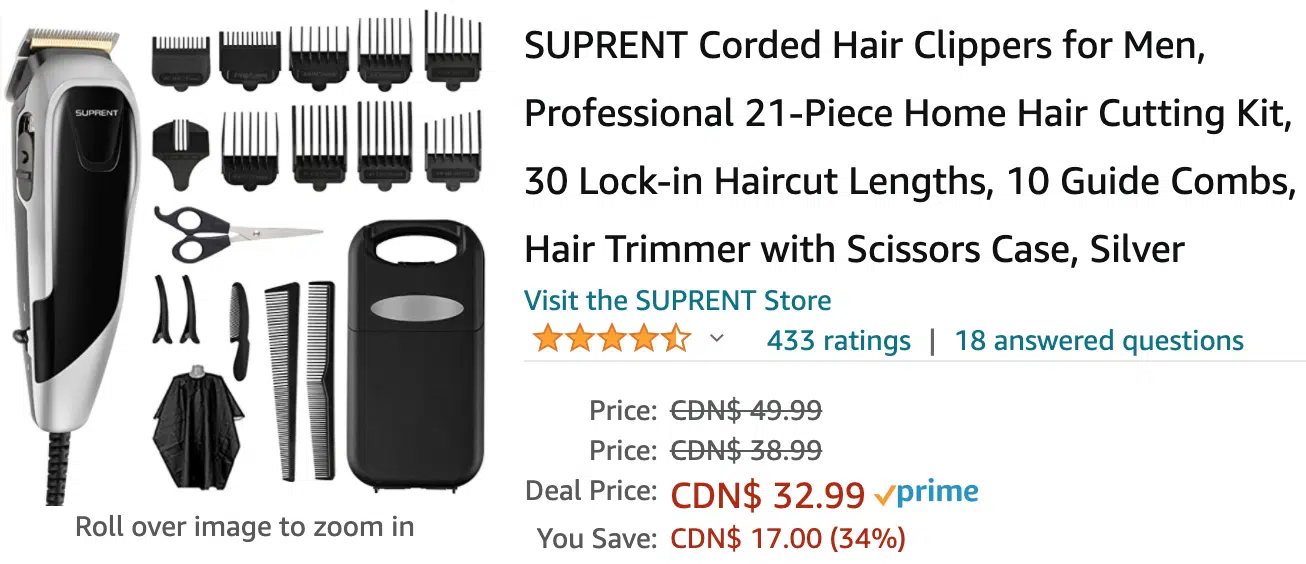 SUPRENT
SUPRENT Corded Hair Clippers for Men,
Professional 21-Piece Home Hair Cutting Kit,
30 Lock-in Haircut Lengths, 10 Guide Combs,
Hair Trimmer with Scissors Case, Silver
Visit the SUPRENT Store
433 ratings | 18 answered questions
Price: CDN$ 49.99
Price: CDN$ 38.99
Deal Price: CDN$ 32.99 prime
You Save: CDN$ 17.00 (34%)
Roll over image to zoom in